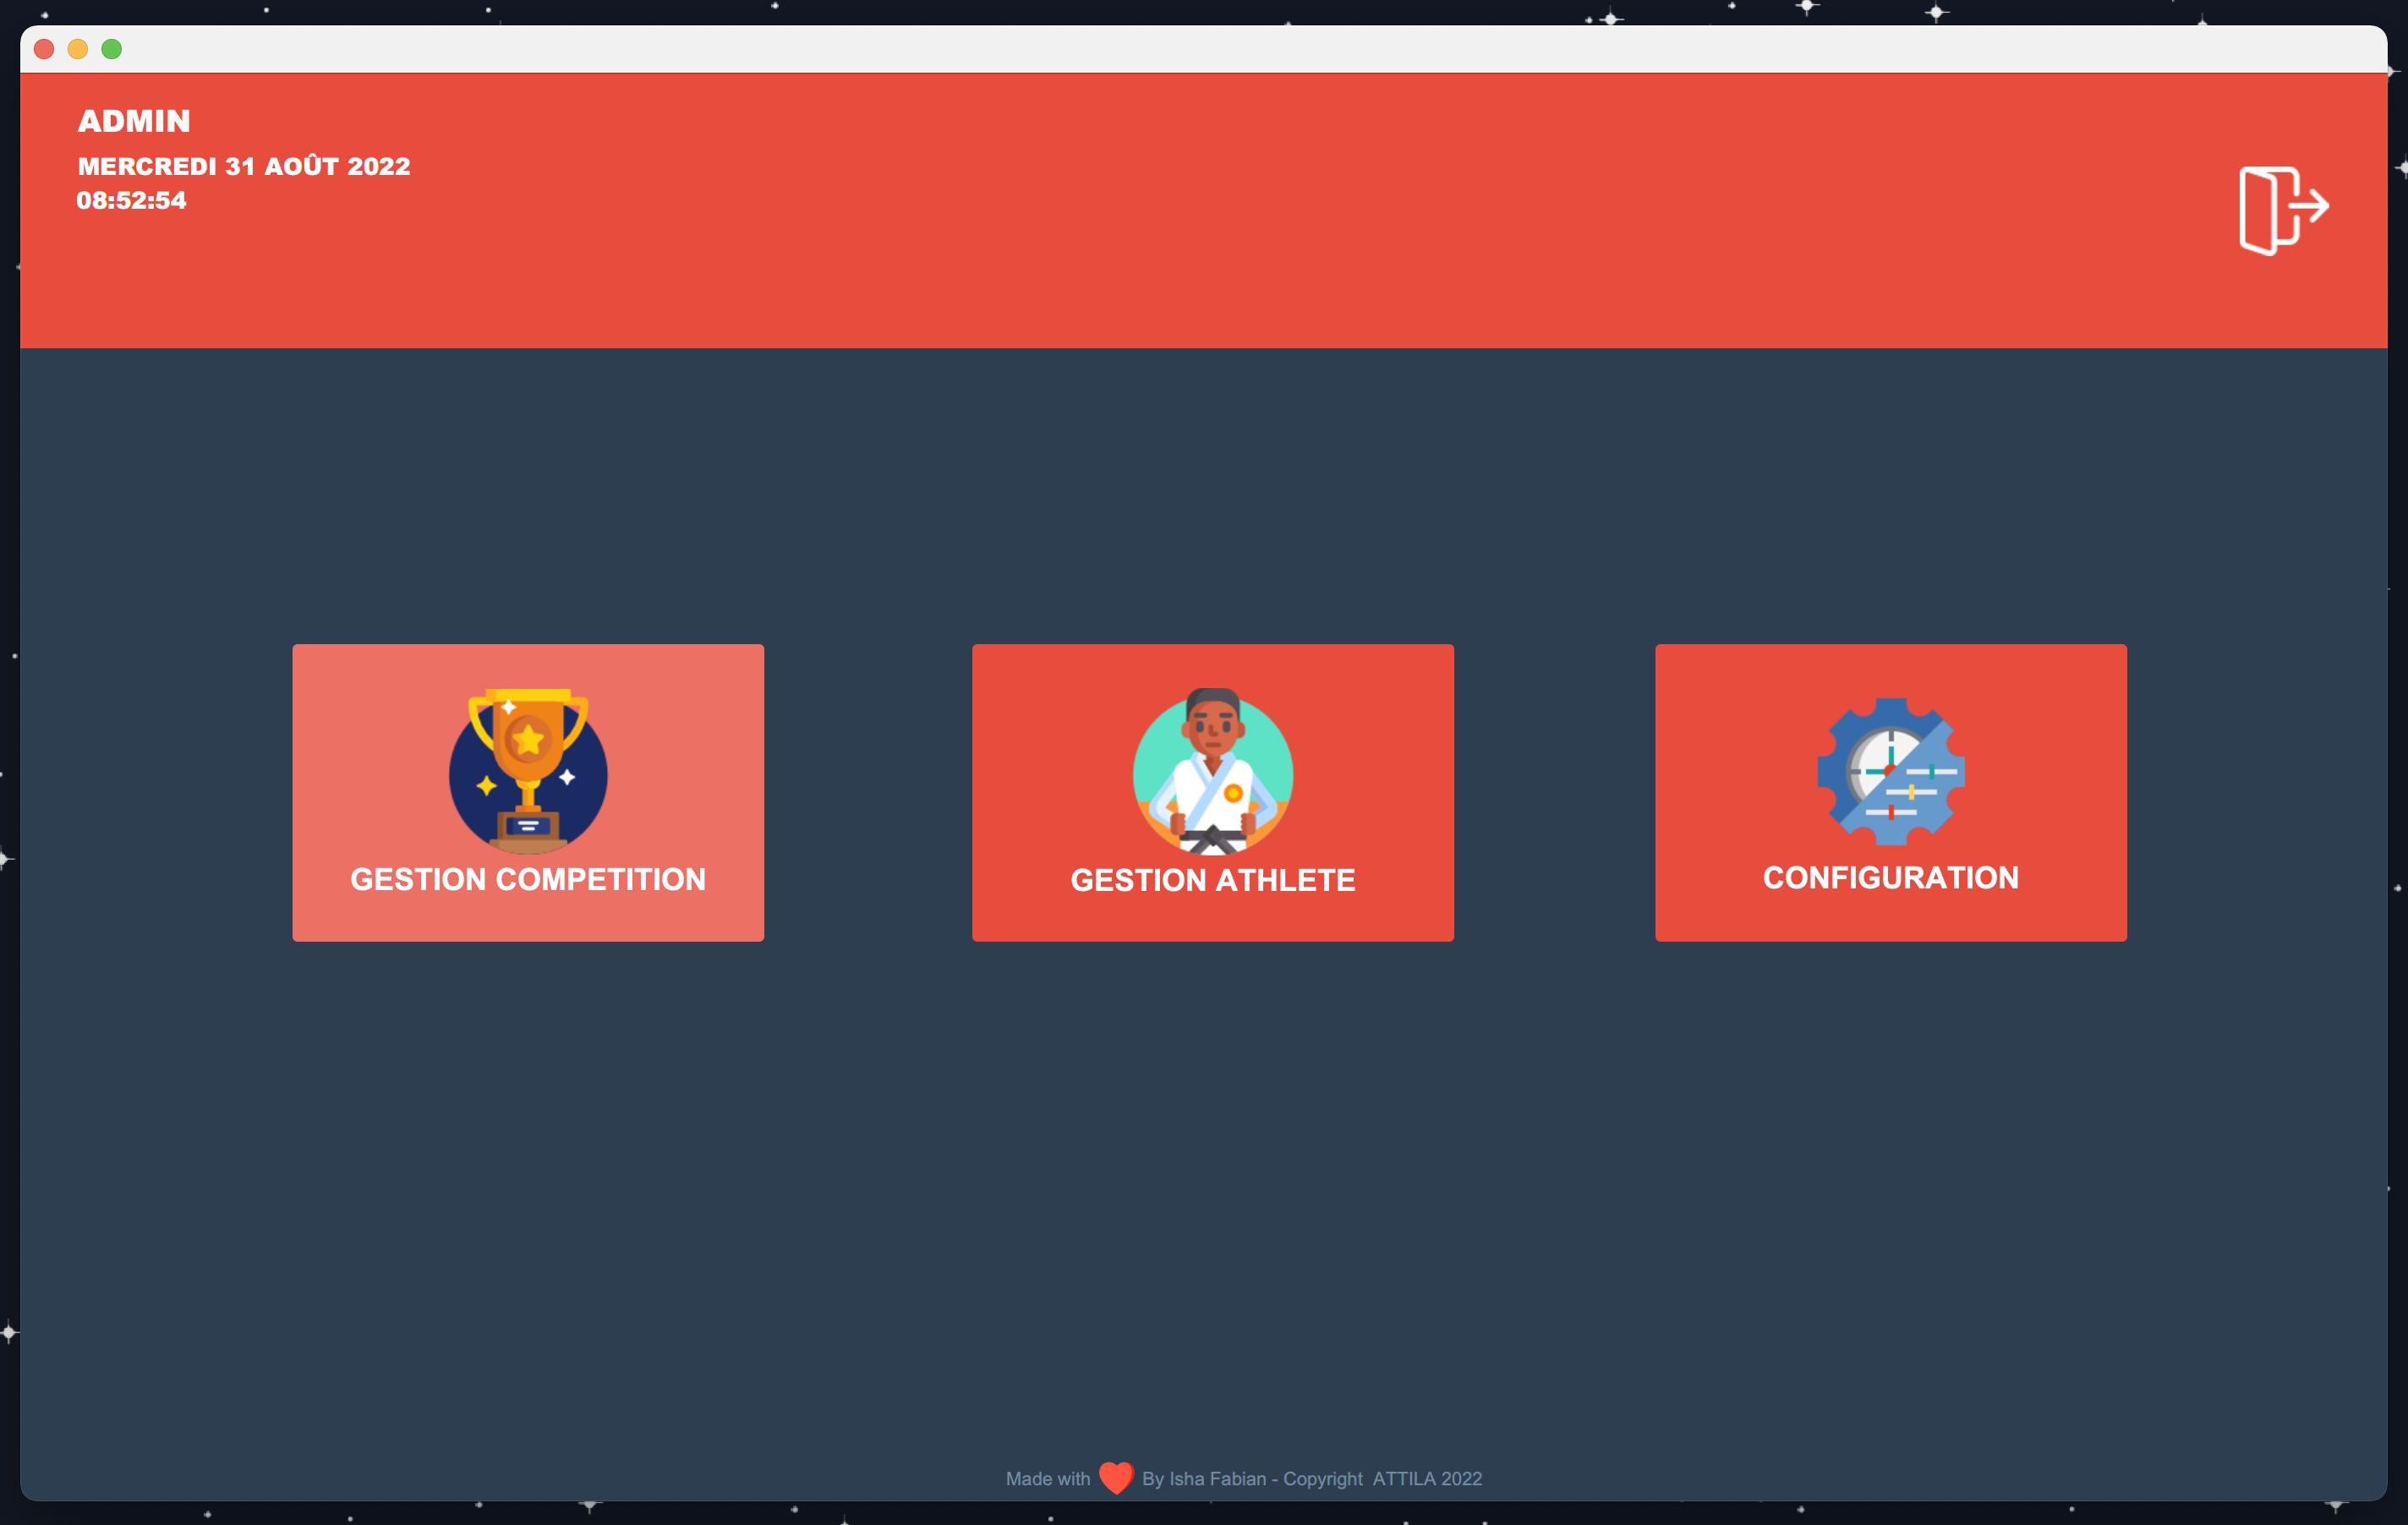 ADMIN
MERCREDI 31 AOÛT 2022
08:52:54
GESTION COMPETITION
GESTION ATHLETE
CONFIGURATION
Made with By Isha Fabian - Copyright ATTILA 2022